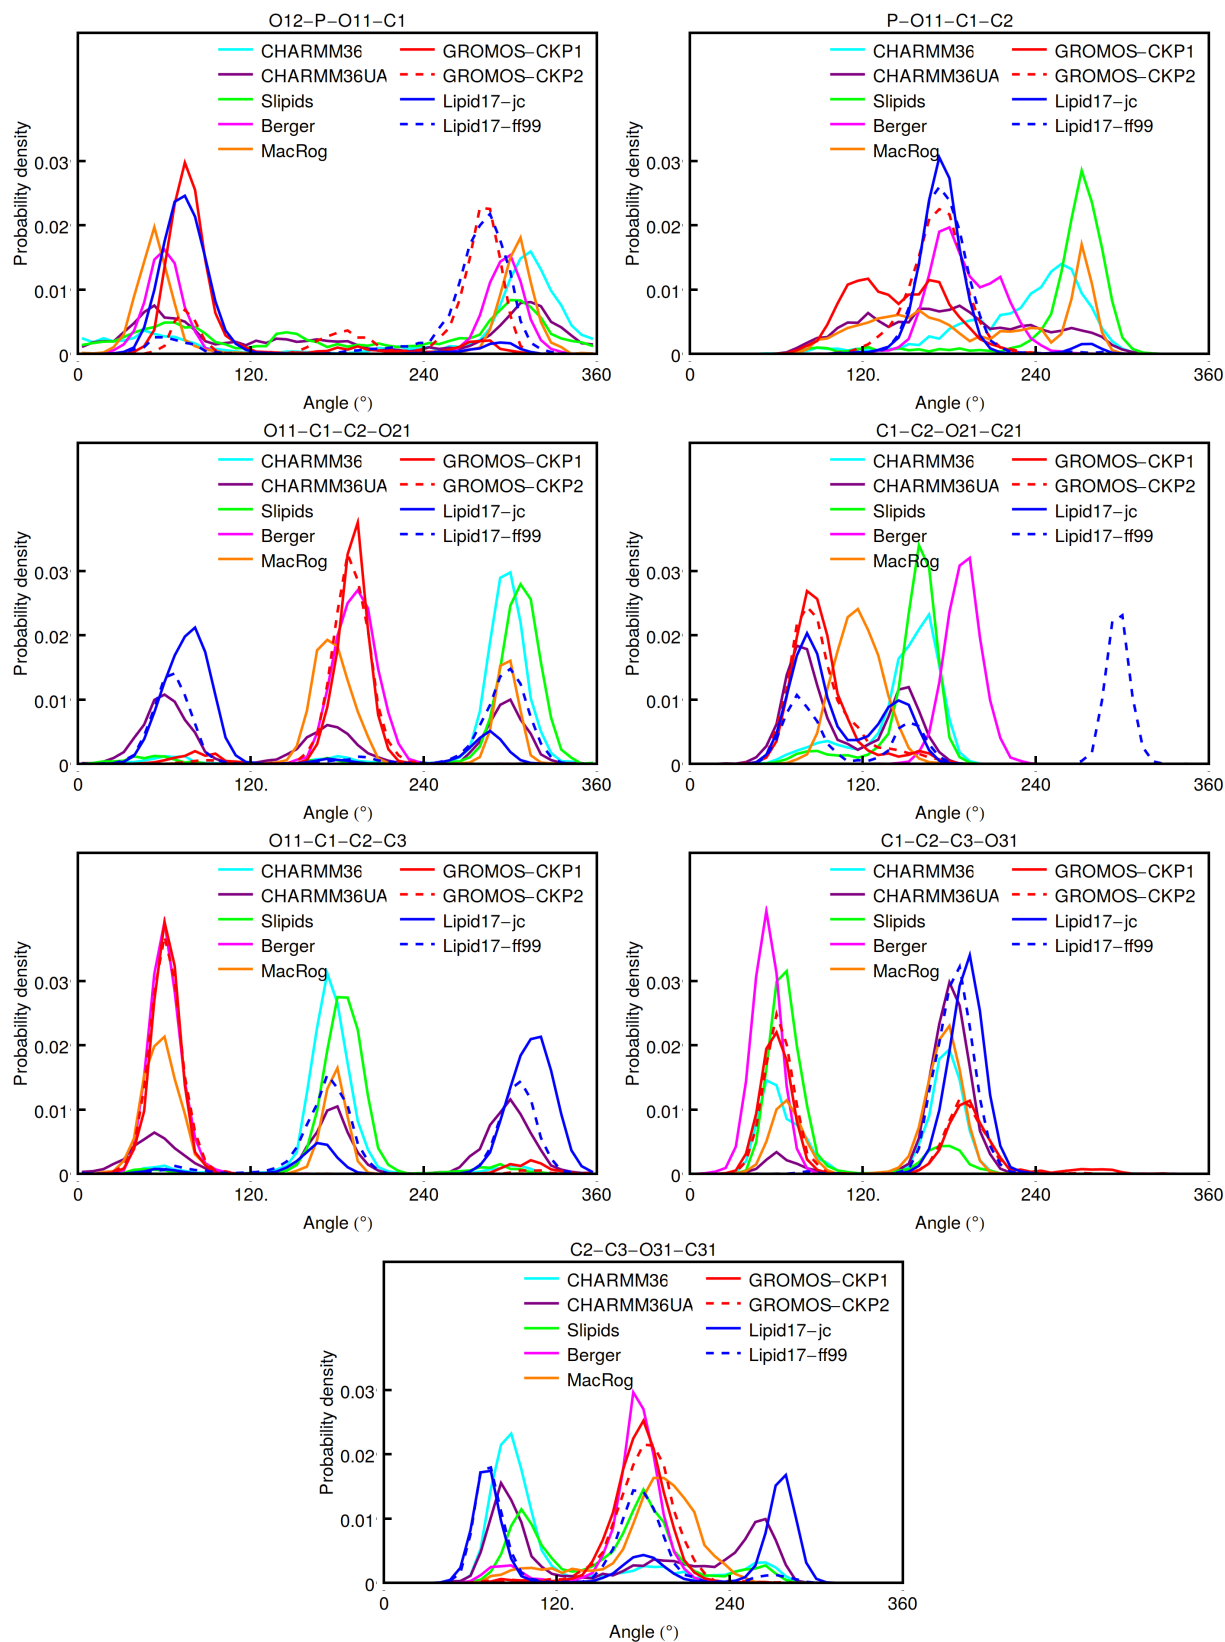 O12−P−O11−C1
CHARMM36 GROMOS−CKP1
CHARMM36UA GROMOS−CKP2
Slipids Lipid17−jc
Berger Lipid17−ff99
MacRog
Probability density
0.03
0.02
0.01
0
0 120. 240 360
Angle (°)
P−O11−C1−C2
CHARMM36 GROMOS−CKP1
CHARMM36UA GROMOS−CKP2
Slipids Lipid17−jc
Berger Lipid17−ff99
MacRog
Probability density
0.03
0.02
0.01
0
0 120. 240 360
Angle (°)
O11−C1−C2−O21
CHARMM36 GROMOS−CKP1
CHARMM36UA GROMOS−CKP2
Slipids Lipid17−jc
Berger Lipid17−ff99
MacRog
Probability density
0.03
0.02
0.01
0
0 120. 240 360
Angle (°)
C1−C2−O21−C21
CHARMM36 GROMOS−CKP1
CHARMM36UA GROMOS−CKP2
Slipids Lipid17−jc
Berger Lipid17−ff99
MacRog
Probability density
0.03
0.02
0.01
0
0 120. 240 360
Angle (°)
O11−C1−C2−C3
CHARMM36 GROMOS−CKP1
CHARMM36UA GROMOS−CKP2
Slipids Lipid17−jc
Berger Lipid17−ff99
MacRog
Probability density
0.03
0.02
0.01
0
0 120. 240 360
Angle (°)
C1−C2−C3−O31
CHARMM36 GROMOS−CKP1
CHARMM36UA GROMOS−CKP2
Slipids Lipid17−jc
Berger Lipid17−ff99
MacRog
Probability density
0.03
0.02
0.01
0
0 120. 240 360
Angle (°)
C2−C3−O31−C31
CHARMM36 GROMOS−CKP1
CHARMM36UA GROMOS−CKP2
Slipids Lipid17−jc
Berger Lipid17−ff99
MacRog
Probability density
0.03
0.02
0.01
0
0 120. 240 360
Angle (°)